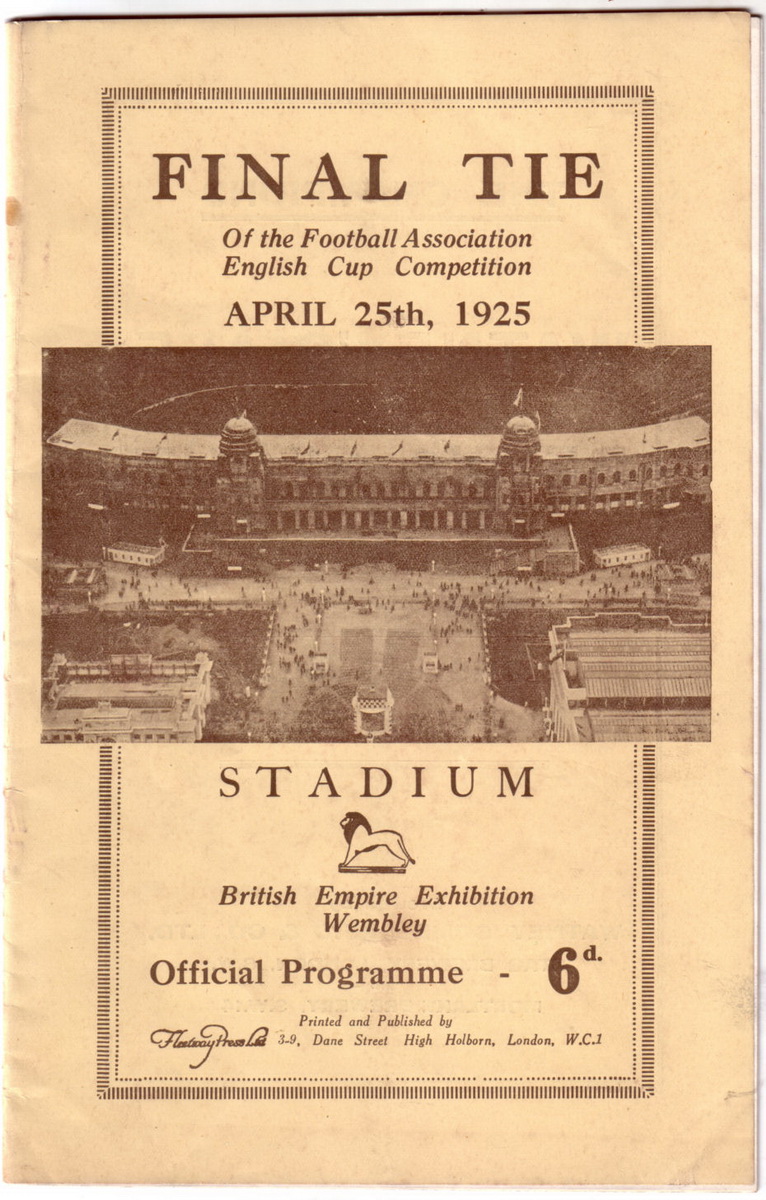 FINAL TIE
Of the Football Association
English Cup Competition
APRIL 25th, 1925
STADIUM
British Empire Exhibition
Wembley
Official Programme - 6d.
Printed and Published by
Fleetway Press Ltd 3-9, Dane Street High Holborn, London, W.C.1